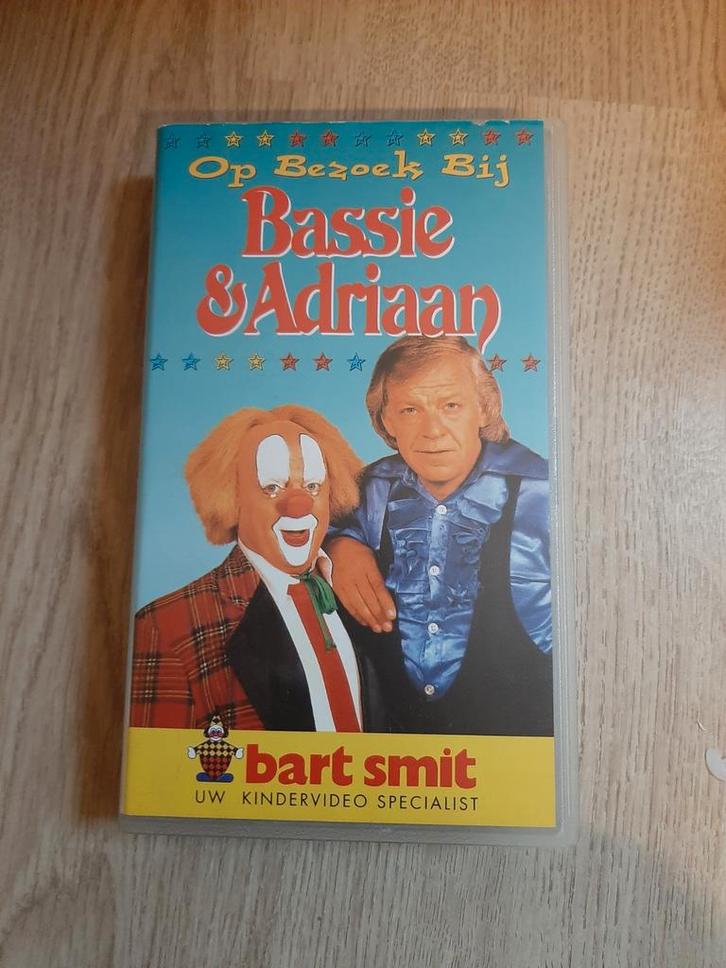 Op Bezoek Bij
Bassie
& Adriaan
bart smit
UW KINDERVIDEO SPECIALIST